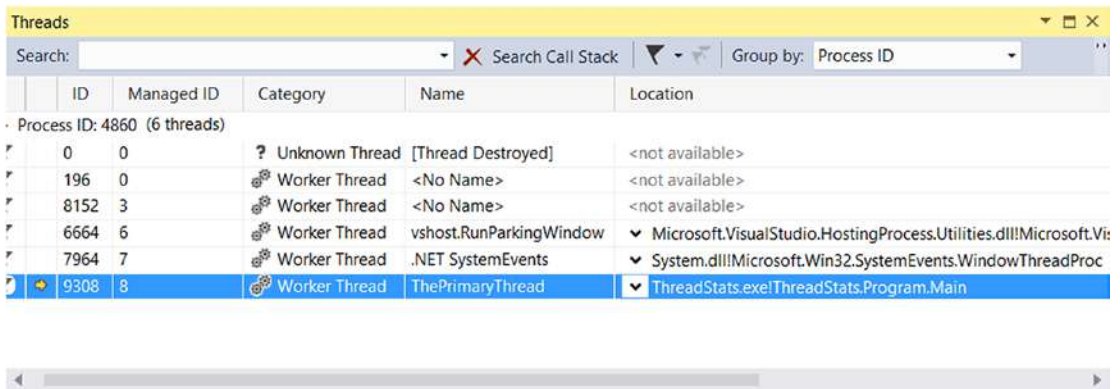 Threads
Search: Search Call Stack Group by: Process ID
ID Managed ID Category Name Location
Process ID: 4860 (6 threads)
0 0 ? Unknown Thread [Thread Destroyed] <not available>
196 0 Worker Thread <No Name> <not available>
8152 3 Worker Thread <No Name> <not available>
6664 6 Worker Thread vshost.RunParkingWindow Microsoft.VisualStudio.HostingProcess.Utilities.dll!Microsoft.Vis
7964 7 Worker Thread .NET SystemEvents System.dll!Microsoft.Win32.SystemEvents.WindowThreadProc
9308 8 Worker Thread ThePrimaryThread ThreadStats.exe!ThreadStats.Program.Main